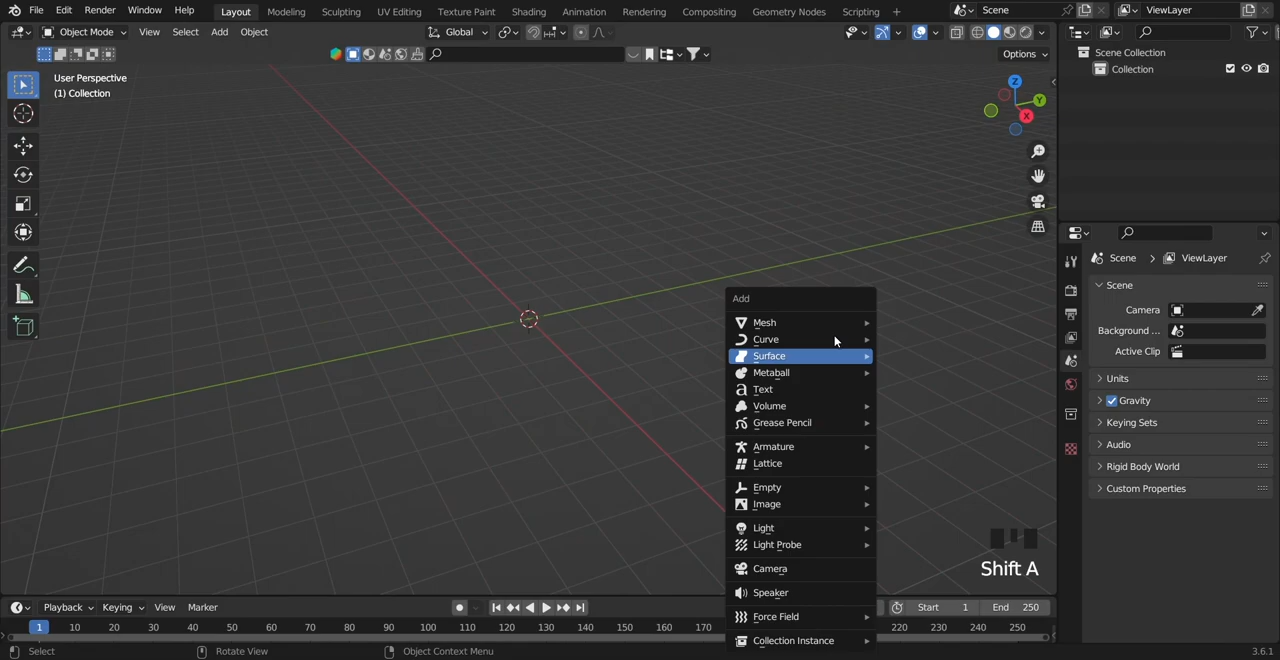 File Edit Render Window Help Layout Modeling Sculpting UV Editing Texture Paint Shading Animation Rendering Compositing Geometry Nodes Scripting + Scene ViewLayer
Object Mode View Select Add Object Global
Options
User Perspective
(1) Collection
Z
Y
X
Scene Collection
Collection
Scene > ViewLayer
Scene
Camera
Background ...
Active Clip
Units
Gravity
Keying Sets
Audio
Rigid Body World
Custom Properties
Add
Mesh
Curve
Surface
Metaball
Text
Volume
Grease Pencil
Armature
Lattice
Empty
Image
Light
Light Probe
Camera
Speaker
Force Field
Collection Instance
Shift A
Playback Keying View Marker Start 1 End 250
1 10 20 30 40 50 60 70 80 90 100 110 120 130 140 150 160 170 220 230 240 250
Select Rotate View Object Context Menu 3.6.1